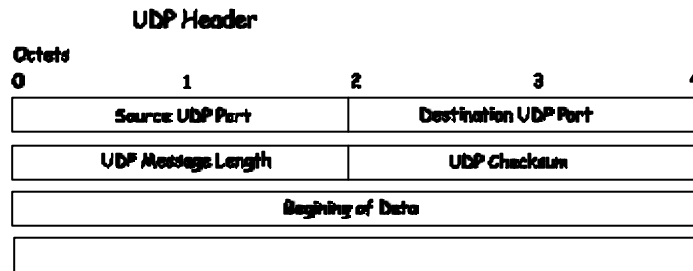 UDP Header
Octets
0 1 2 3 4
Source UDP Port Destination UDP Port
UDP Message Length UDP Checksum
Begining of Data